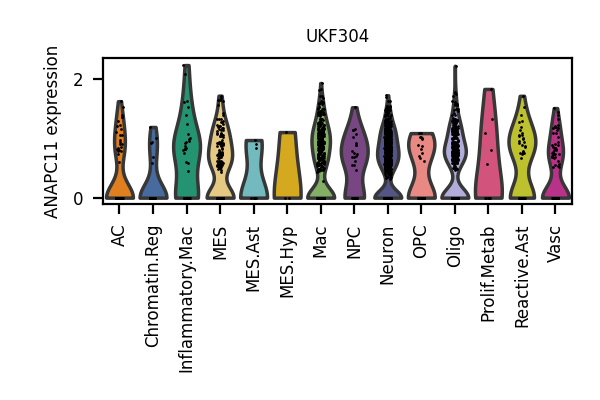 UKF304
ANAPC11 expression
2
0
AC
Chromatin.Reg
Inflammatory.Mac
MES
MES.Ast
MES.Hyp
Mac
NPC
Neuron
OPC
Oligo
Prolif.Metab
Reactive.Ast
Vasc